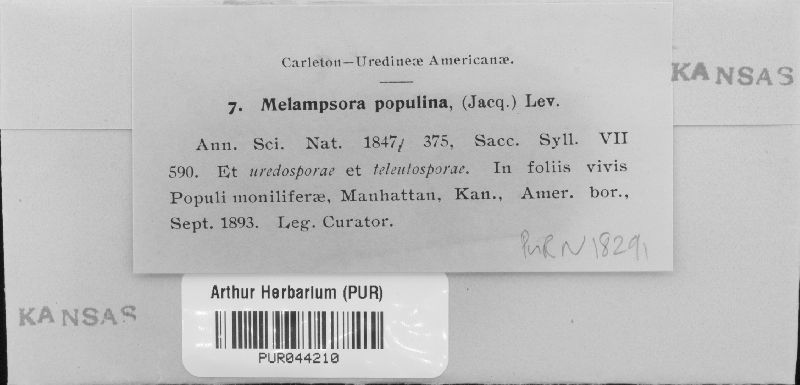 Carleton—Uredineæ Americanæ.
KANSAS
7. Melampsora populina, (Jacq.) Lev.
Ann. Sci. Nat. 1847, 375, Sacc. Syll. VII
590. Et uredosporae et teleutosporae. In foliis vivis
Populi moniliferæ, Manhattan, Kan., Amer. bor.,
Sept. 1893. Leg. Curator.
PUR N 18291
Arthur Herbarium (PUR)
KANSAS
PUR044210